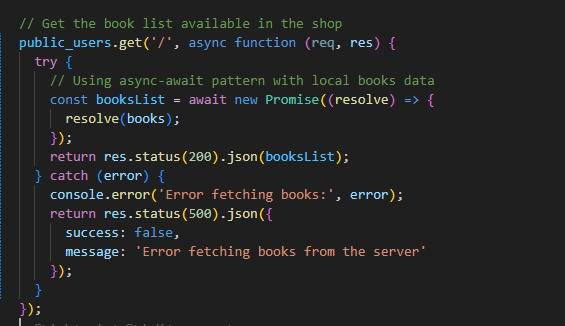 // Get the book list available in the shop
public_users.get('/', async function (req, res) {
  try {
    // Using async-await pattern with local books data
    const booksList = await new Promise((resolve) => {
      resolve(books);
    });
    return res.status(200).json(booksList);
  } catch (error) {
    console.error('Error fetching books:', error);
    return res.status(500).json({
      success: false,
      message: 'Error fetching books from the server'
    });
  }
});